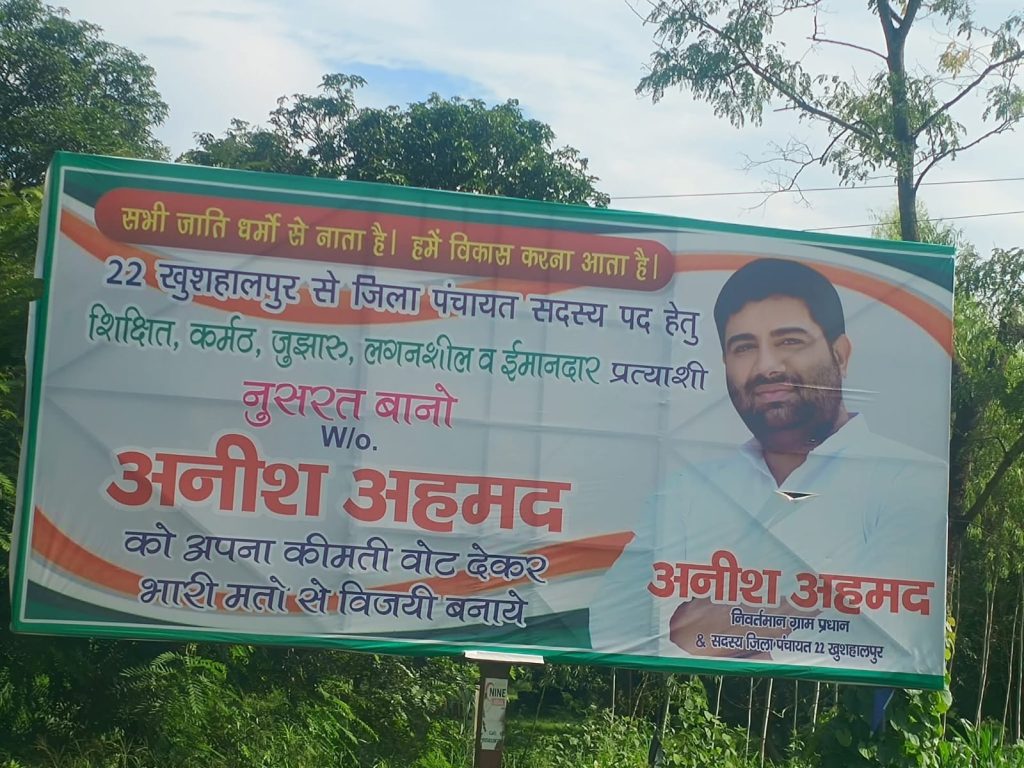 सभी जाति धर्मो से नाता है। हमें विकास करना आता है।
22 खुशहालपुर से जिला पंचायत सदस्य पद हेतु
शिक्षित, कर्मठ, जुझारू, लगनशील व ईमानदार प्रत्याशी
नुसरत बानो
W/o.
अनीश अहमद
को अपना कीमती वोट देकर
भारी मतो से विजयी बनाये
अनीश अहमद
निवर्तमान ग्राम प्रधान
& सदस्य जिला पंचायत 22 खुशहालपुर
NINE